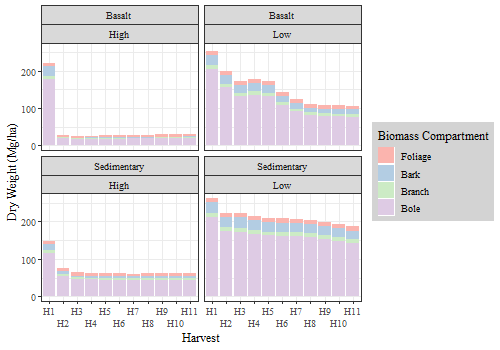 Basalt
Basalt
High
Low
200
100
0
Sedimentary
Sedimentary
High
Low
200
100
0
H1 H3 H5 H7 H9 H11
H2 H4 H6 H8 H10
H1 H3 H5 H7 H9 H11
H2 H4 H6 H8 H10
Harvest
Dry Weight (Mg/ha)
Biomass Compartment
Foliage
Bark
Branch
Bole